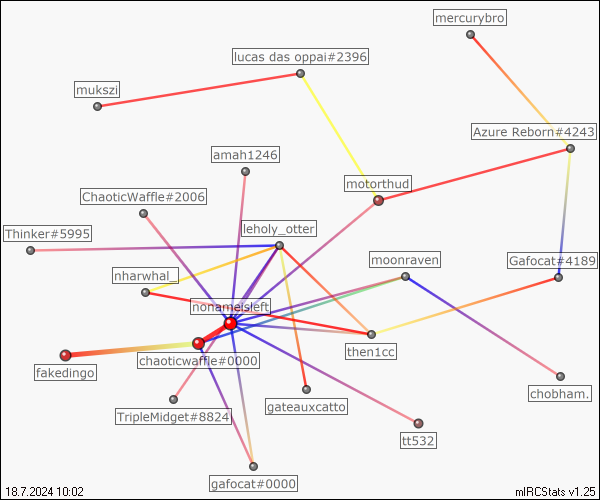 mercurybro
lucas das oppai#2396
mukszi
Azure Reborn#4243
amah1246
motorthud
ChaoticWaffle#2006
Thinker#5995
leholy_otter
moonraven
Gafocat#4189
nharwhal_
nonameisleft
then1cc
chaoticwaffle#0000
fakedingo
chobham.
gateauxcatto
TripleMidget#8824
tt532
gafocat#0000
18.7.2024 10:02
mIRCStats v1.25